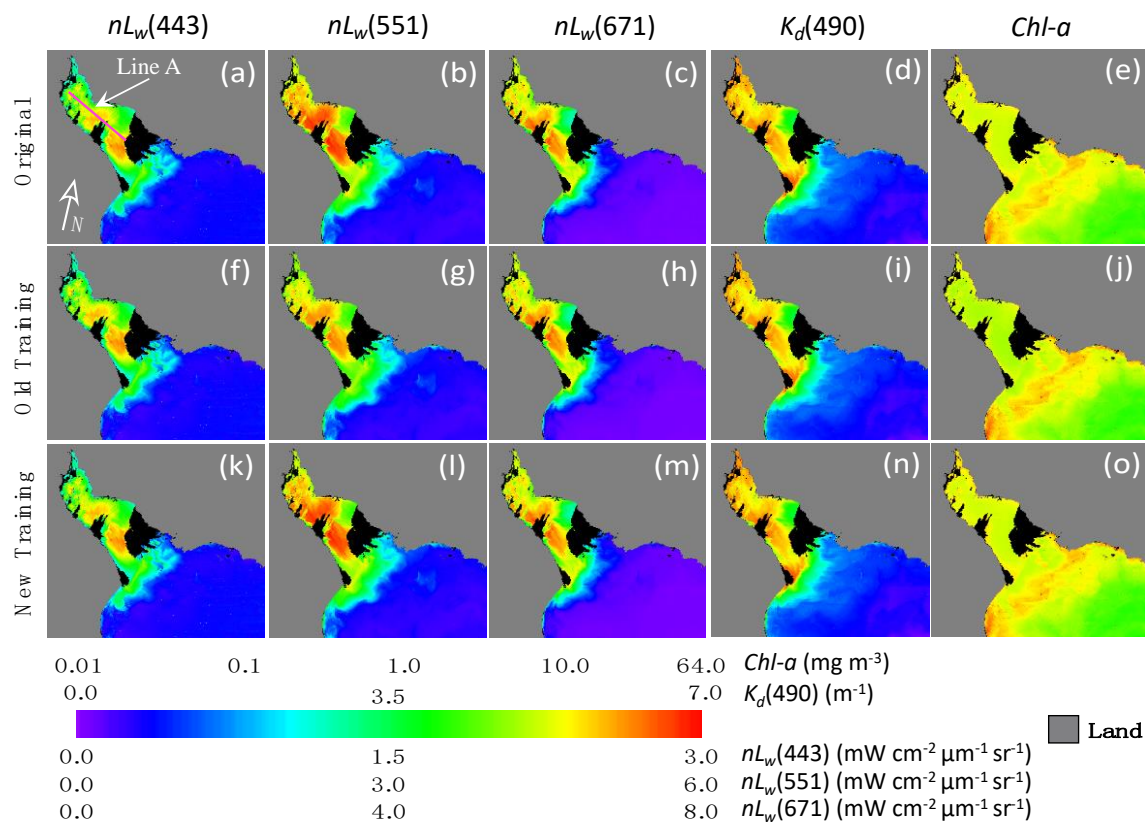 nLw(443) nLw(551) nLw(671) Kd(490) Chl-a
Original
Line A
(a) (b) (c) (d) (e)
N
Old Training
(f) (g) (h) (i) (j)
New Training
(k) (l) (m) (n) (o)
0.01 0.1 1.0 10.0 64.0 Chl-a (mg m-3)
0.0 3.5 7.0 Kd(490) (m-1)
Land
0.0 1.5 3.0 nLw(443) (mW cm-2 μm-1 sr-1)
0.0 3.0 6.0 nLw(551) (mW cm-2 μm-1 sr-1)
0.0 4.0 8.0 nLw(671) (mW cm-2 μm-1 sr-1)